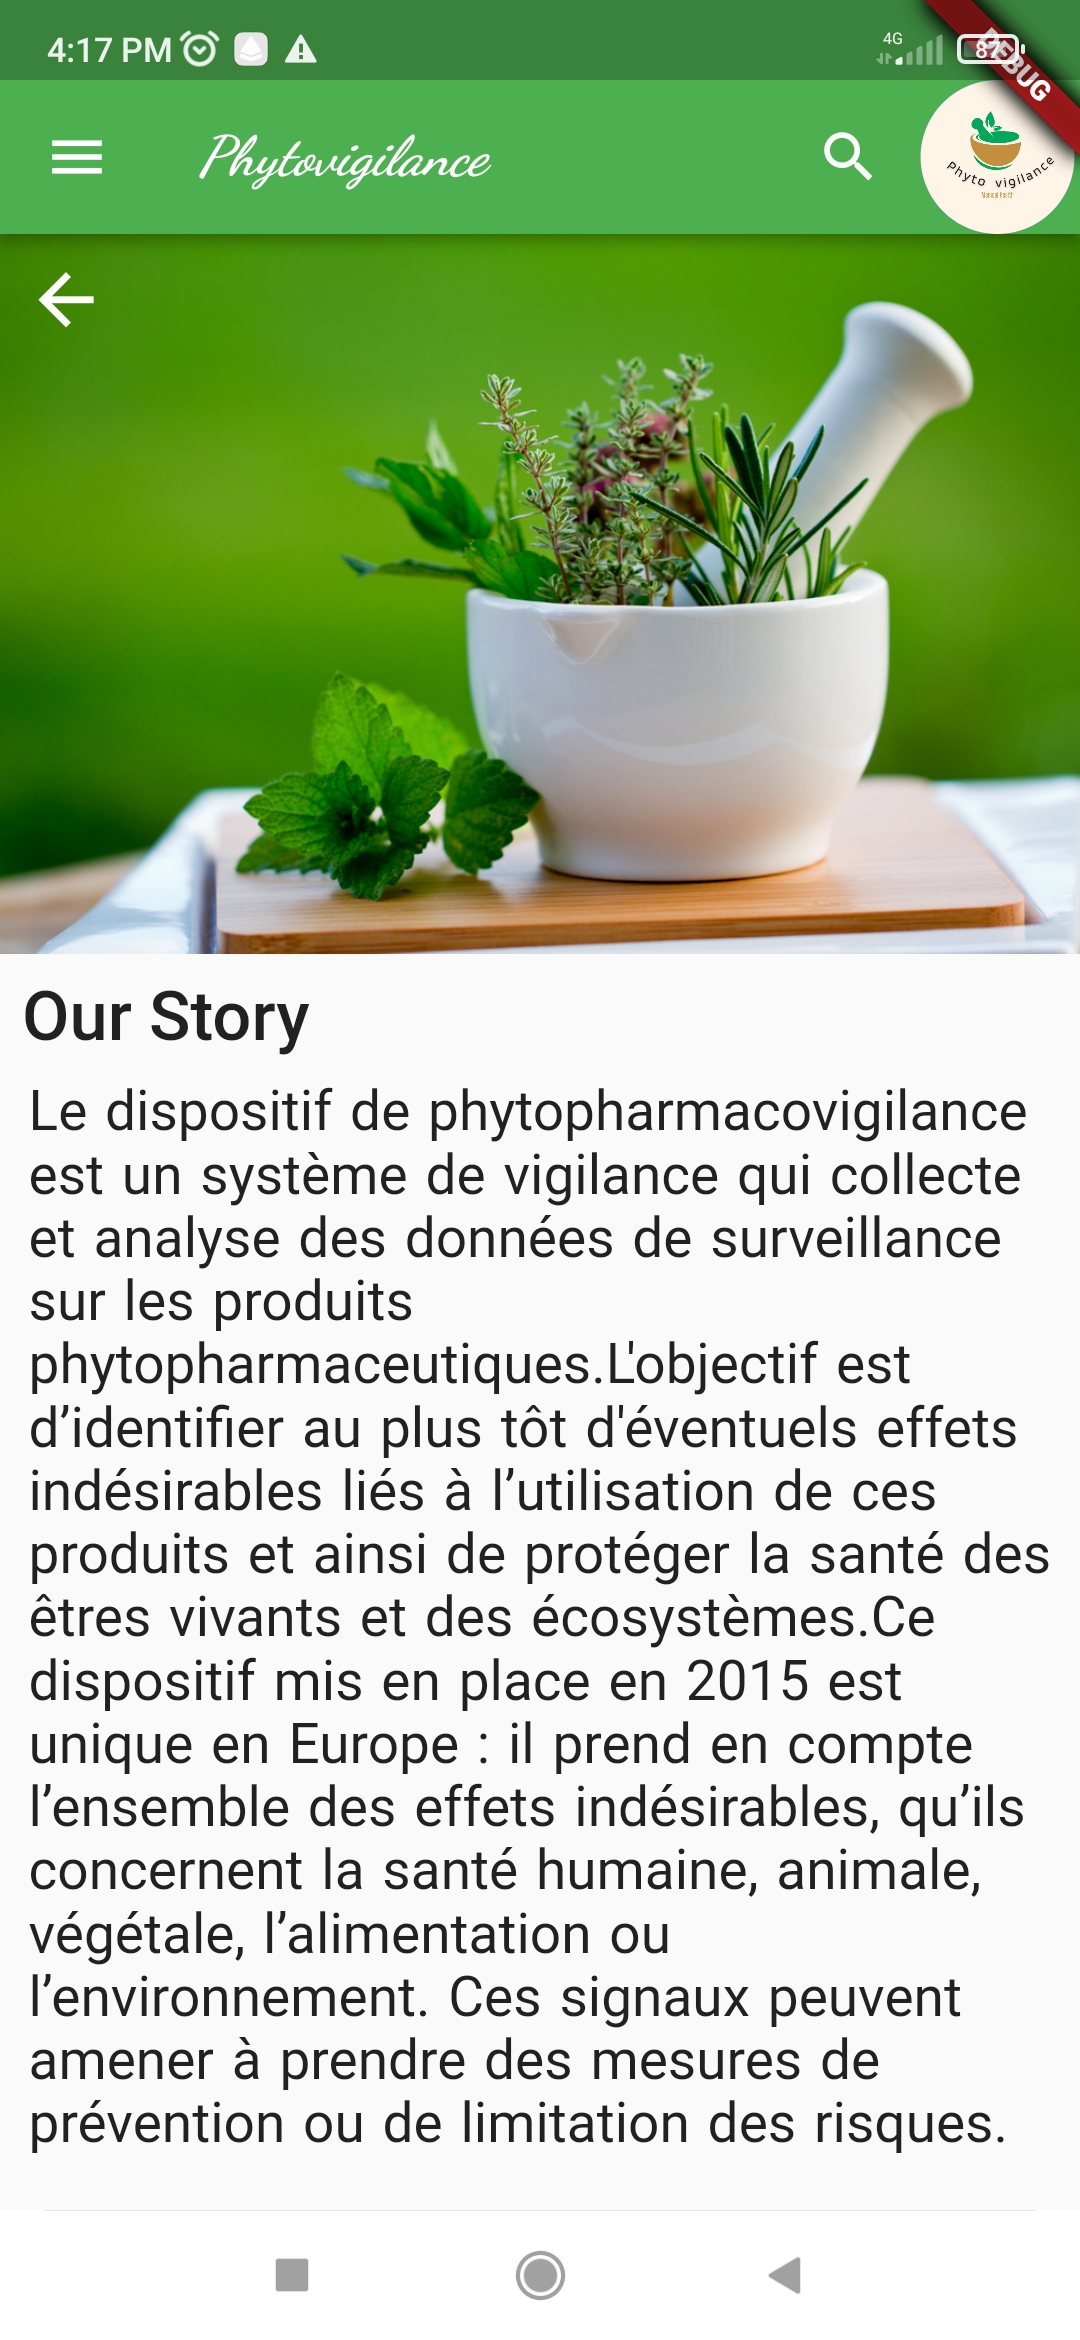 4:17 PM
4G
87
DEBUG
Phytovigilance
Phyto vigilance
Our Story
Le dispositif de phytopharmacovigilance
est un système de vigilance qui collecte
et analyse des données de surveillance
sur les produits
phytopharmaceutiques.L'objectif est
d’identifier au plus tôt d'éventuels effets
indésirables liés à l’utilisation de ces
produits et ainsi de protéger la santé des
êtres vivants et des écosystèmes.Ce
dispositif mis en place en 2015 est
unique en Europe : il prend en compte
l’ensemble des effets indésirables, qu’ils
concernent la santé humaine, animale,
végétale, l’alimentation ou
l’environnement. Ces signaux peuvent
amener à prendre des mesures de
prévention ou de limitation des risques.